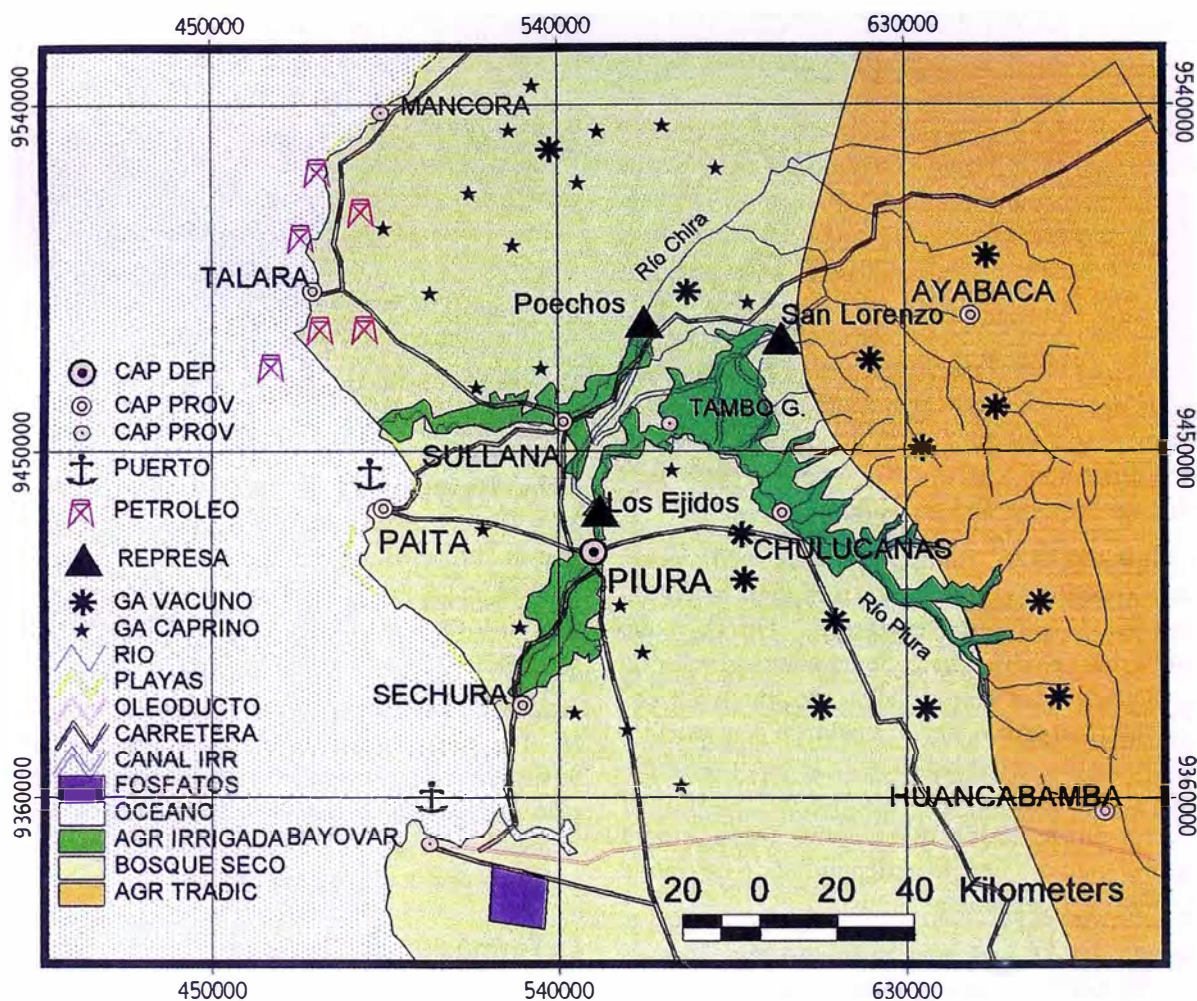 450000 540000 630000
9540000
9540000
MANCORA
Río Chira
TALARA
AYABACA
Poechos
San Lorenzo
TAMBO G.
SULLANA
9450000
9450000
Los Ejidos
PAITA
CHULUCANAS
PIURA
Río Piura
SECHURA
HUANCABAMBA
9360000
9360000
BAYOVAR
CAP DEP
CAP PROV
CAP PROV
PUERTO
PETROLEO
REPRESA
GA VACUNO
GA CAPRINO
RIO
PLAYAS
OLEODUCTO
CARRETERA
CANAL IRR
FOSFATOS
OCEANO
AGR IRRIGADA
BOSQUE SECO
AGR TRADIC
20 0 20 40 Kilometers
450000 540000 630000